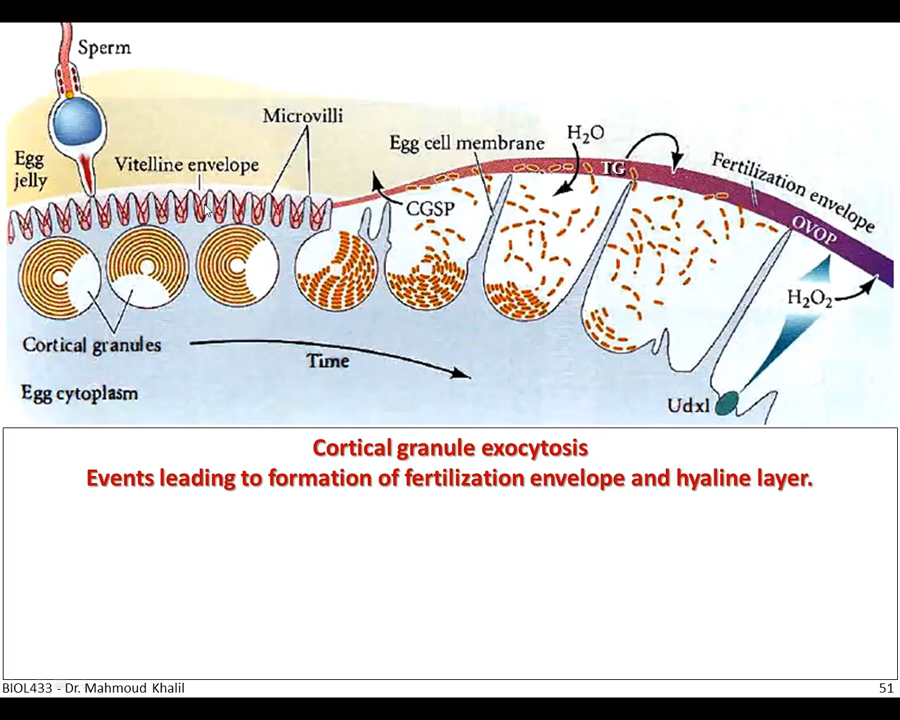 Sperm
Microvilli
Egg cell membrane
H2O
Egg
jelly
Vitelline envelope
TG
Fertilization envelope
CGSP
OVOP
H2O2
Cortical granules
Time
Egg cytoplasm
Udx1
Cortical granule exocytosis
Events leading to formation of fertilization envelope and hyaline layer.
BIOL433 - Dr. Mahmoud Khalil
51